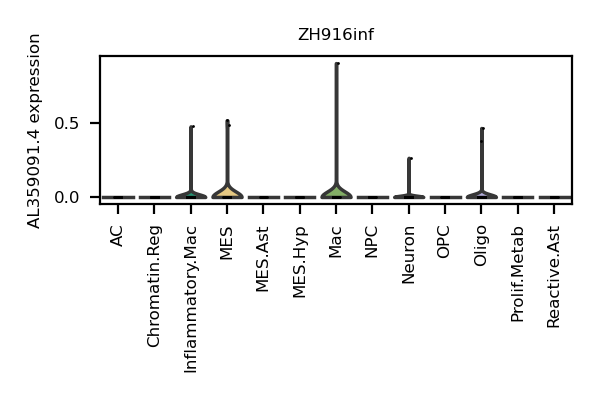 ZH916inf
AL359091.4 expression
0.5
0.0
AC
Chromatin.Reg
Inflammatory.Mac
MES
MES.Ast
MES.Hyp
Mac
NPC
Neuron
OPC
Oligo
Prolif.Metab
Reactive.Ast